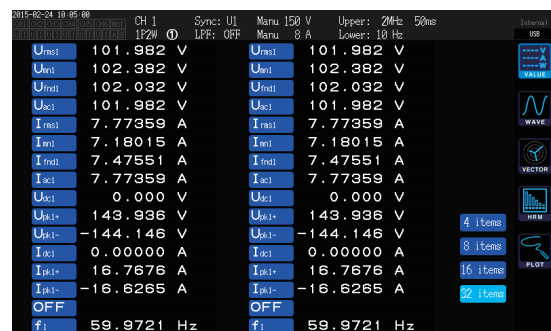 2015-02-24 10:05:00 CH 1 Sync: U1 Manu 150 V Upper: 2MHz 50ms Internal
CH1 CH2 CH3 CH4 CH5 CH6 Mot 1P2W ① LPF: OFF Manu 8 A Lower: 10 Hz USB
Urms1 101.982 V Urms1 101.982 V
Umn1 102.382 V Umn1 102.382 V
Ufnd1 102.032 V Ufnd1 102.032 V
Uac1 101.982 V Uac1 101.982 V
Irms1 7.77359 A Irms1 7.77359 A
Imn1 7.18015 A Imn1 7.18015 A
Ifnd1 7.47551 A Ifnd1 7.47551 A
Iac1 7.77359 A Iac1 7.77359 A
Udc1 0.000 V Udc1 0.000 V
Upk1+ 143.936 V Upk1+ 143.936 V
Upk1- -144.146 V Upk1- -144.146 V
Idc1 0.00000 A Idc1 0.00000 A
Ipk1+ 16.7676 A Ipk1+ 16.7676 A
Ipk1- -16.6265 A Ipk1- -16.6265 A
OFF OFF
f1 59.9721 Hz f1 59.9721 Hz
4 items
8 items
16 items
32 items
V
A
W
VALUE
WAVE
VECTOR
HRM
PLOT